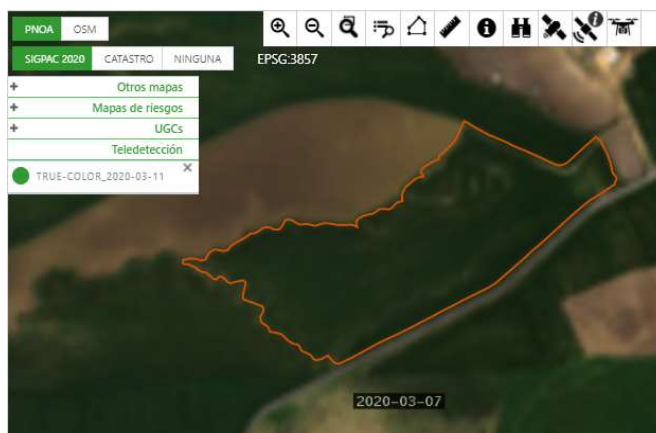 PNOA OSM
SIGPAC 2020 CATASTRO NINGUNA EPSG:3857
+ Otros mapas
+ Mapas de riesgos
+ UGCs
Teledetección
TRUE-COLOR_2020-03-11 ×
2020-03-07